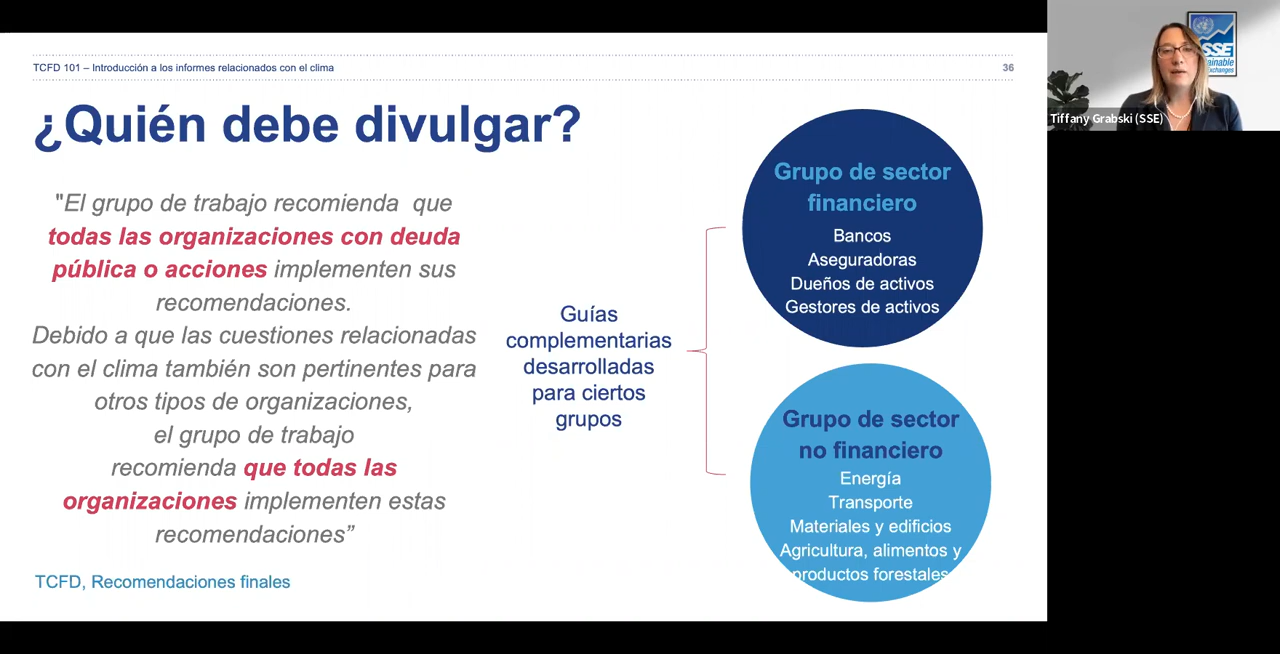 TCFD 101 – Introducción a los informes relacionados con el clima
36
¿Quién debe divulgar?
"El grupo de trabajo recomienda que
todas las organizaciones con deuda
pública o acciones implementen sus
recomendaciones.
Debido a que las cuestiones relacionadas
con el clima también son pertinentes para
otros tipos de organizaciones,
el grupo de trabajo
recomienda que todas las
organizaciones implementen estas
recomendaciones”
TCFD, Recomendaciones finales
Guías
complementarias
desarrolladas
para ciertos
grupos
Grupo de sector
financiero
Bancos
Aseguradoras
Dueños de activos
Gestores de activos
Grupo de sector
no financiero
Energía
Transporte
Materiales y edificios
Agricultura, alimentos y
productos forestales
SSE
Exchanges
Tiffany Grabski (SSE)